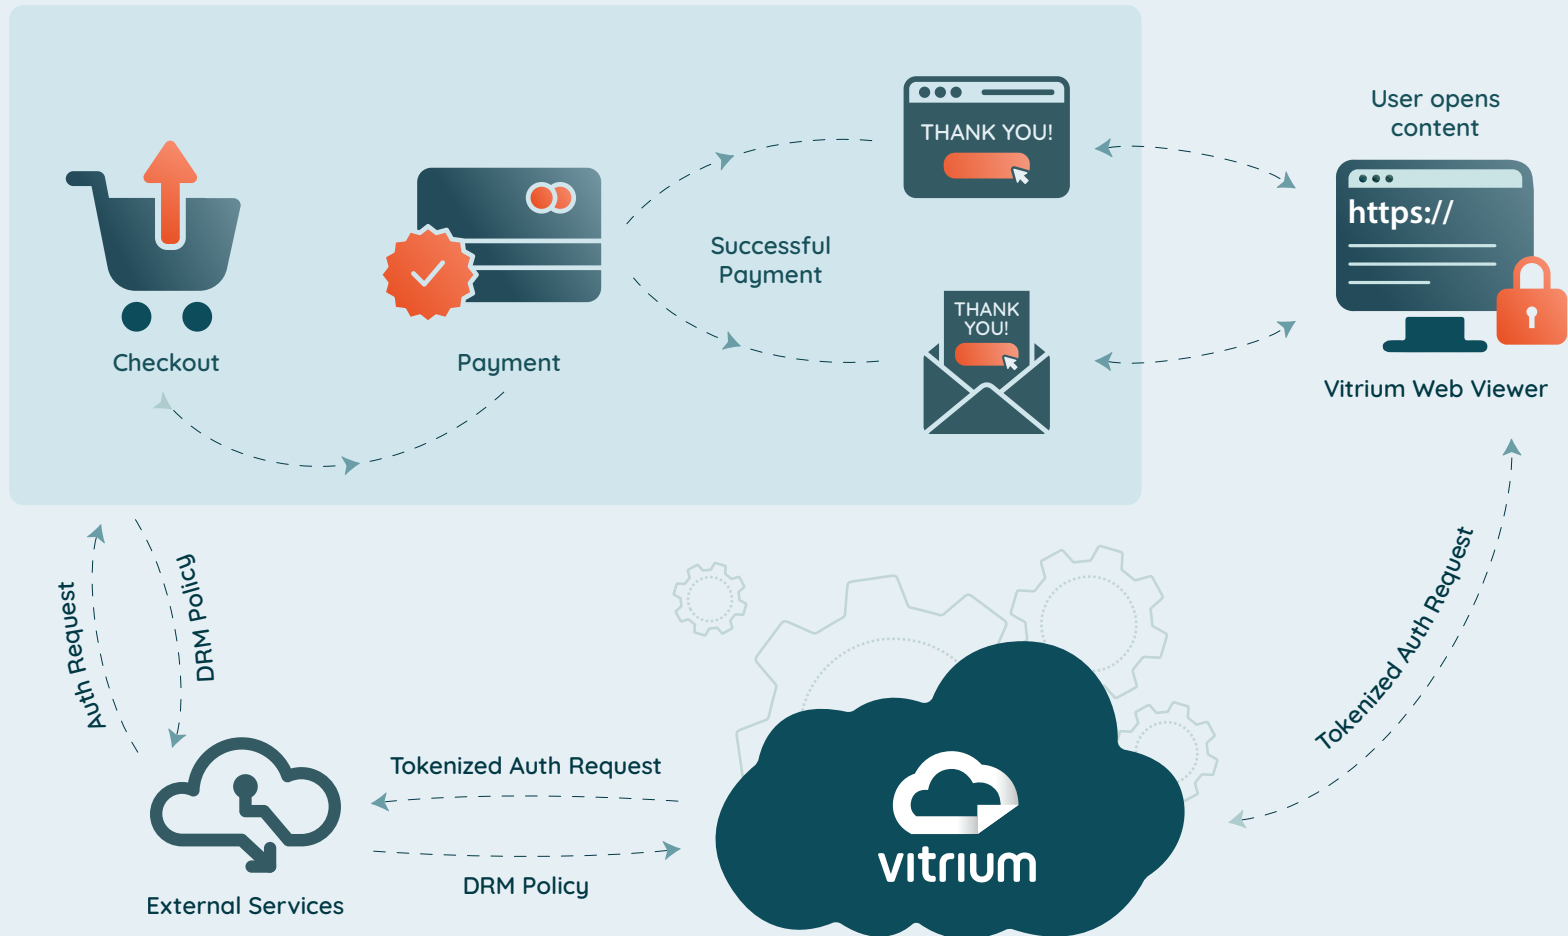 THANK YOU!
User opens
content
https://
Successful
Payment
THANK
YOU!
Checkout
Payment
Vitrium Web Viewer
Auth Request
DRM Policy
Tokenized Auth Request
Tokenized Auth Request
vitrium
DRM Policy
External Services